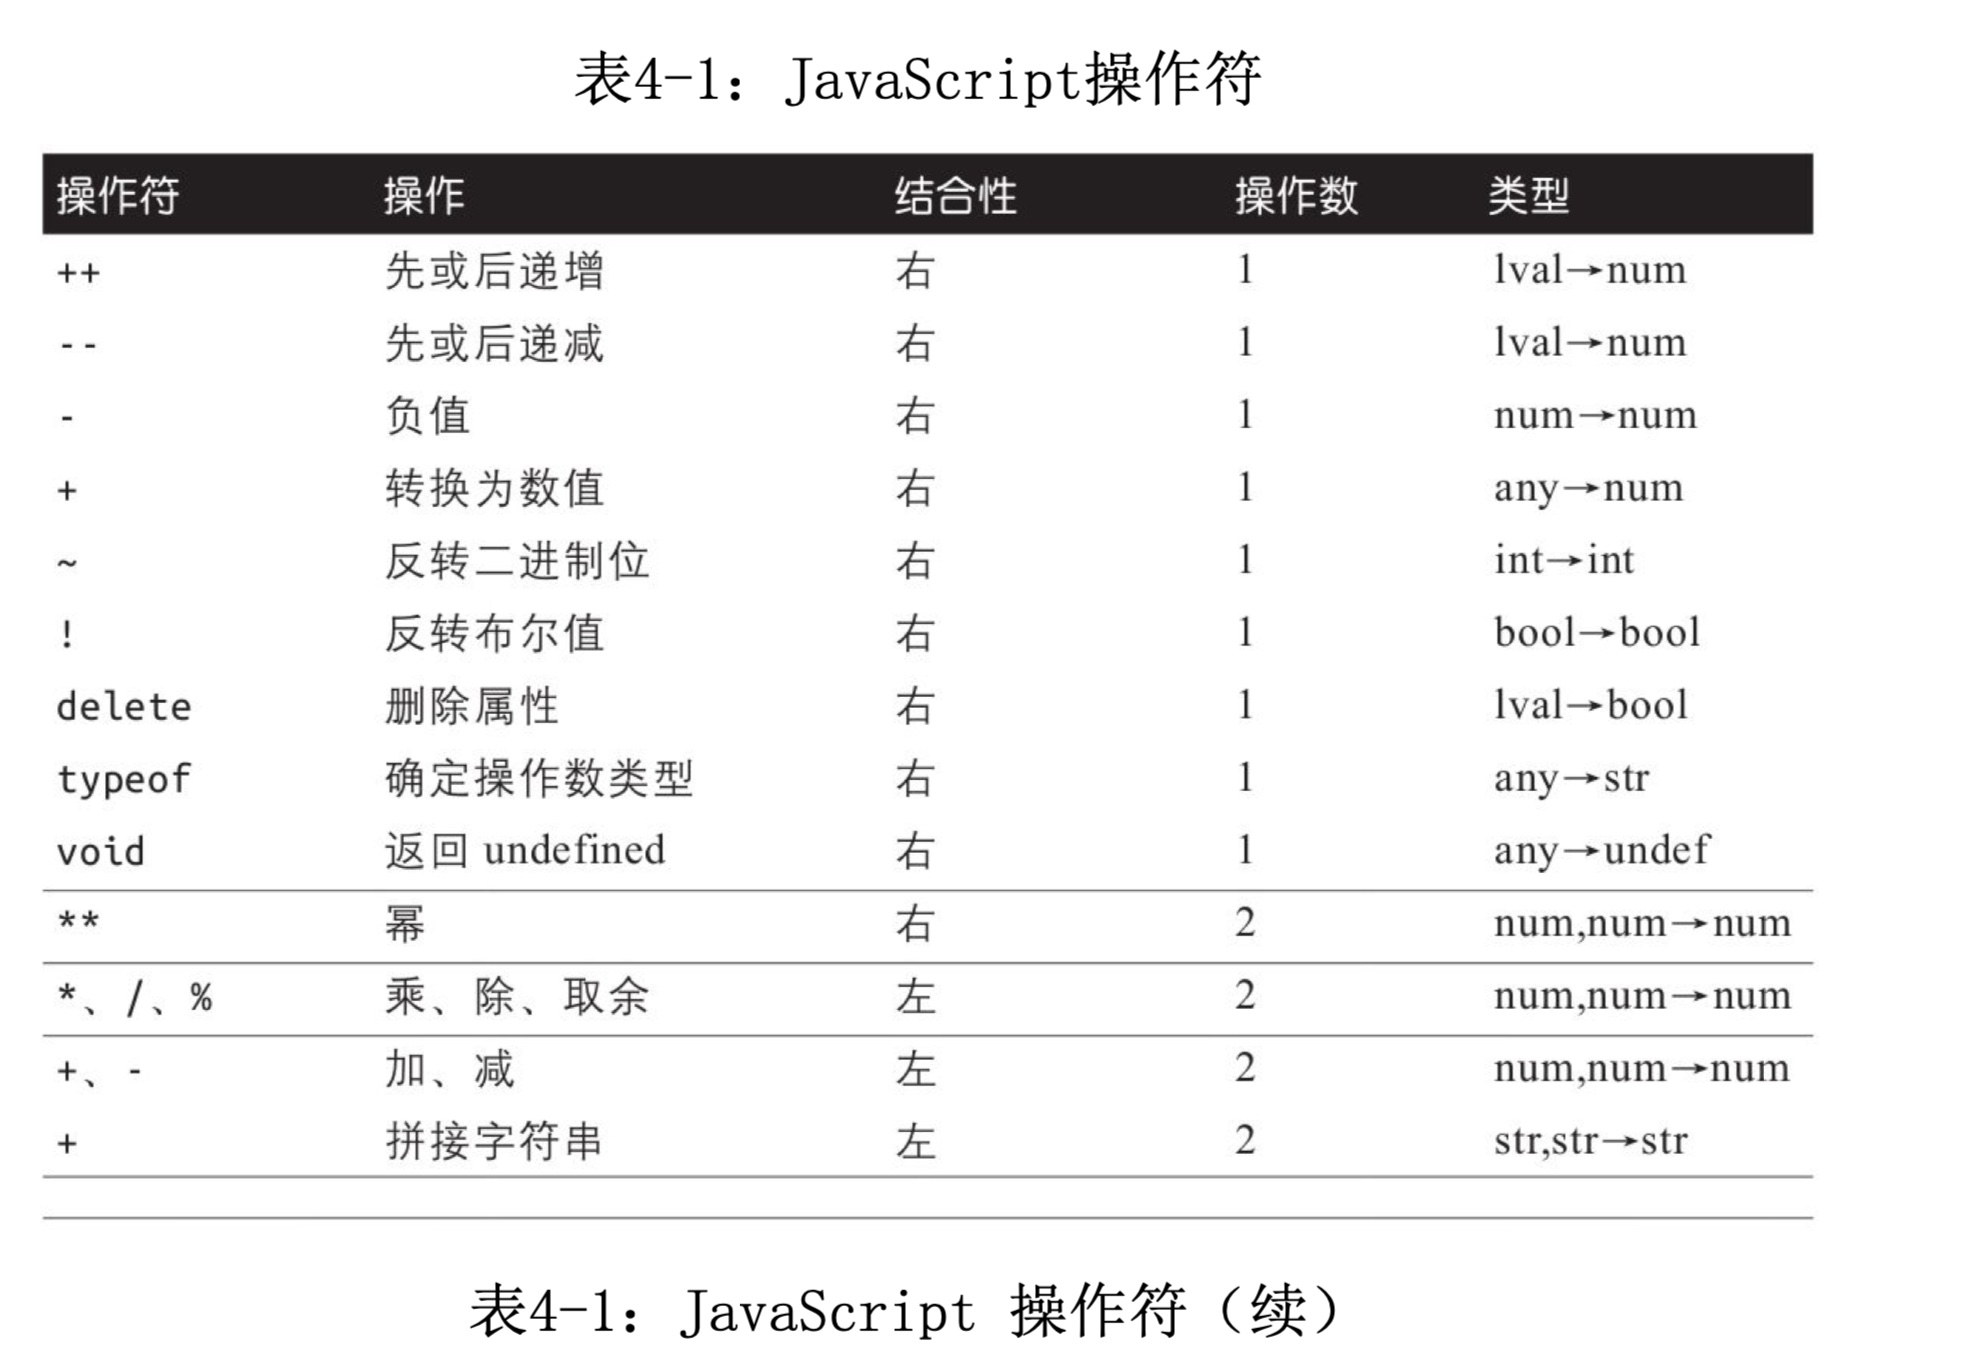 表4-1：JavaScript操作符
操作符 操作 结合性 操作数 类型
++ 先或后递增 右 1 lval→num
-- 先或后递减 右 1 lval→num
- 负值 右 1 num→num
+ 转换为数值 右 1 any→num
~ 反转二进制位 右 1 int→int
! 反转布尔值 右 1 bool→bool
delete 删除属性 右 1 lval→bool
typeof 确定操作数类型 右 1 any→str
void 返回 undefined 右 1 any→undef
** 幂 右 2 num,num→num
*、/、% 乘、除、取余 左 2 num,num→num
+、- 加、减 左 2 num,num→num
+ 拼接字符串 左 2 str,str→str
表4-1：JavaScript 操作符（续）